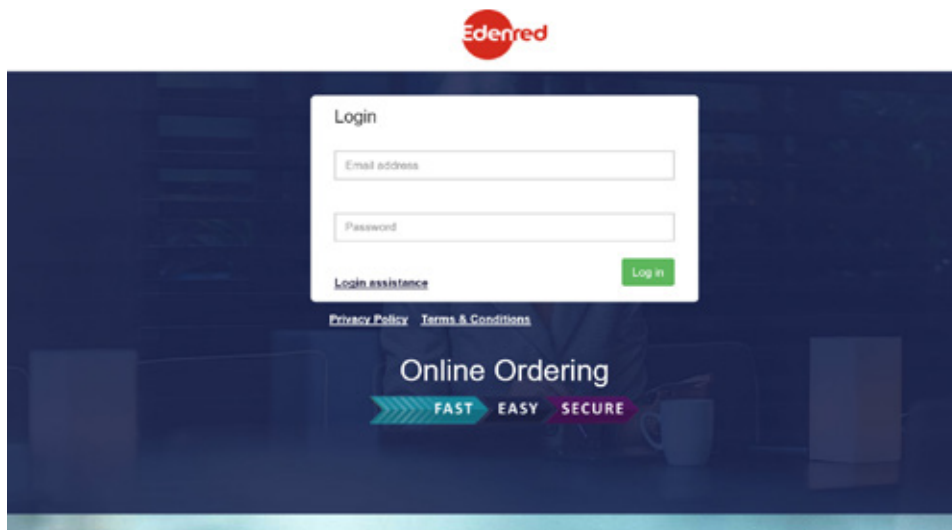 Edenred
Login
Email address
Password
Login assistance
Log in
Privacy Policy Terms & Conditions
Online Ordering
FAST EASY SECURE